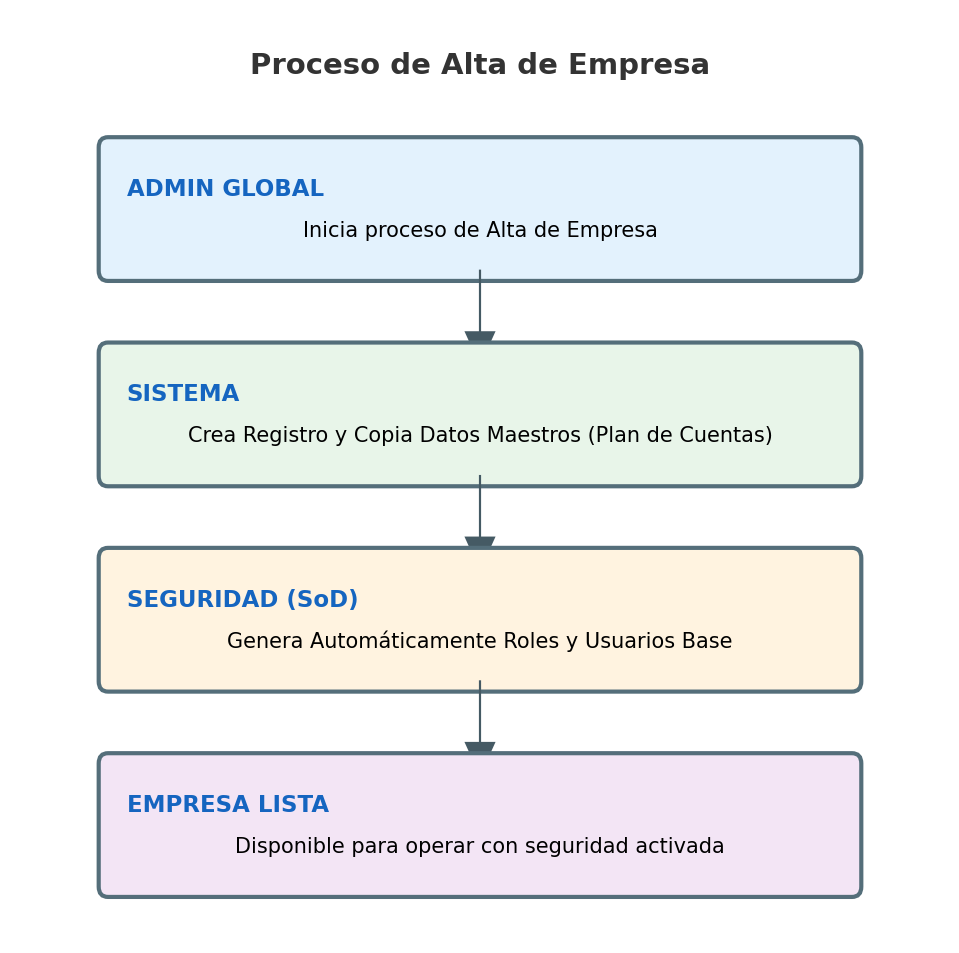 Proceso de Alta de Empresa
ADMIN GLOBAL
Inicia proceso de Alta de Empresa
SISTEMA
Crea Registro y Copia Datos Maestros (Plan de Cuentas)
SEGURIDAD (SoD)
Genera Automáticamente Roles y Usuarios Base
EMPRESA LISTA
Disponible para operar con seguridad activada